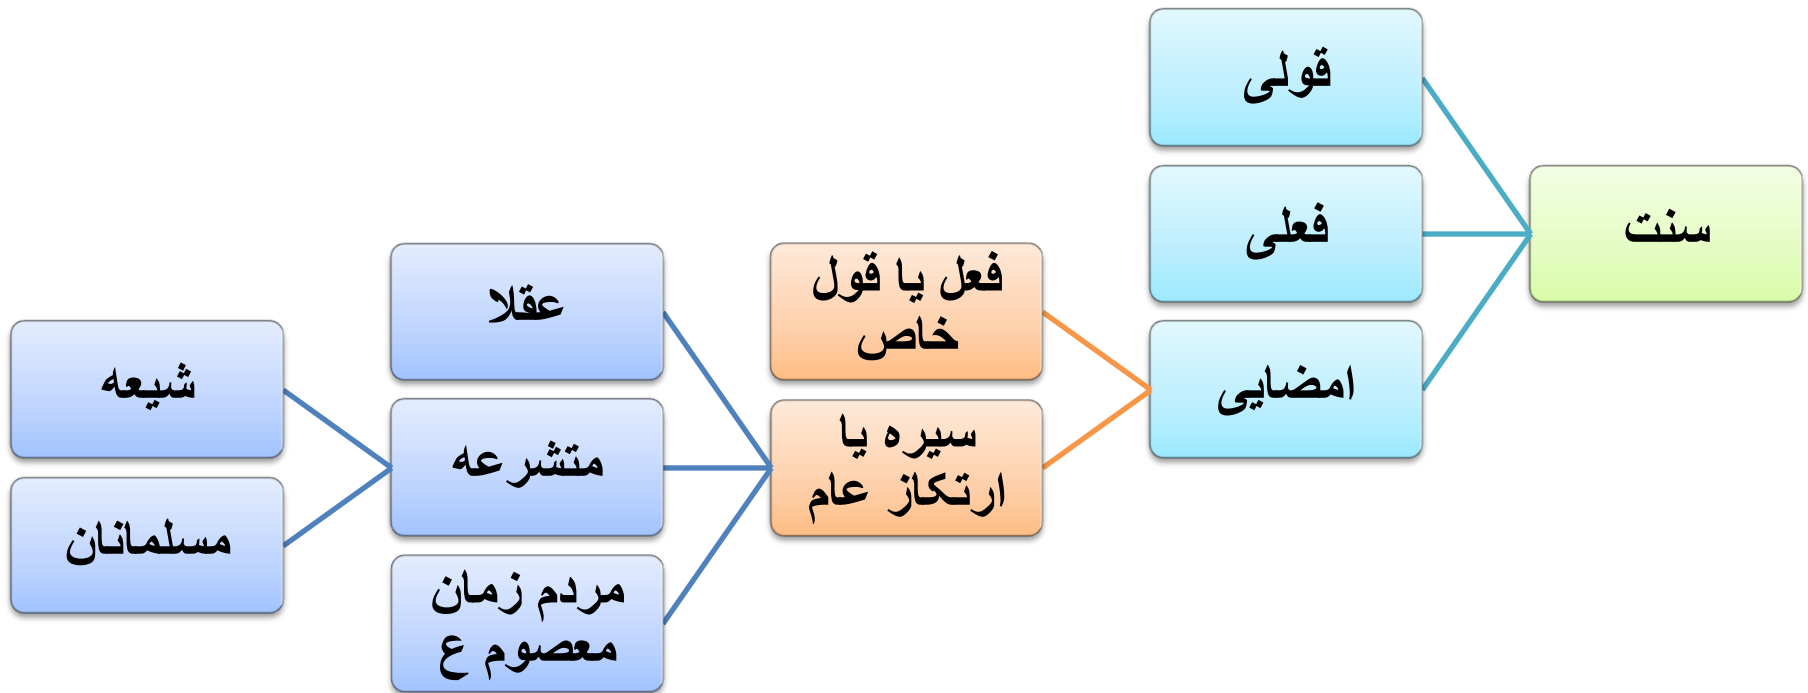 سنت
قولی
فعلی
امضایی
فعل یا قول
خاص
سیره یا
ارتکاز عام
عقلا
متشرعه
مردم زمان
معصوم ع
شیعه
مسلمانان